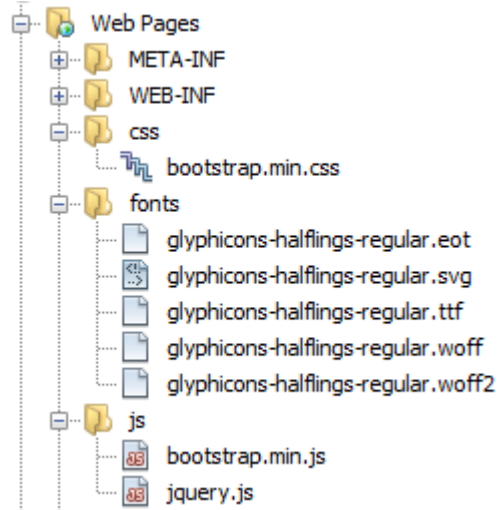 Web Pages
META-INF
WEB-INF
css
bootstrap.min.css
fonts
glyphicons-halflings-regular.eot
glyphicons-halflings-regular.svg
glyphicons-halflings-regular.ttf
glyphicons-halflings-regular.woff
glyphicons-halflings-regular.woff2
js
bootstrap.min.js
jquery.js